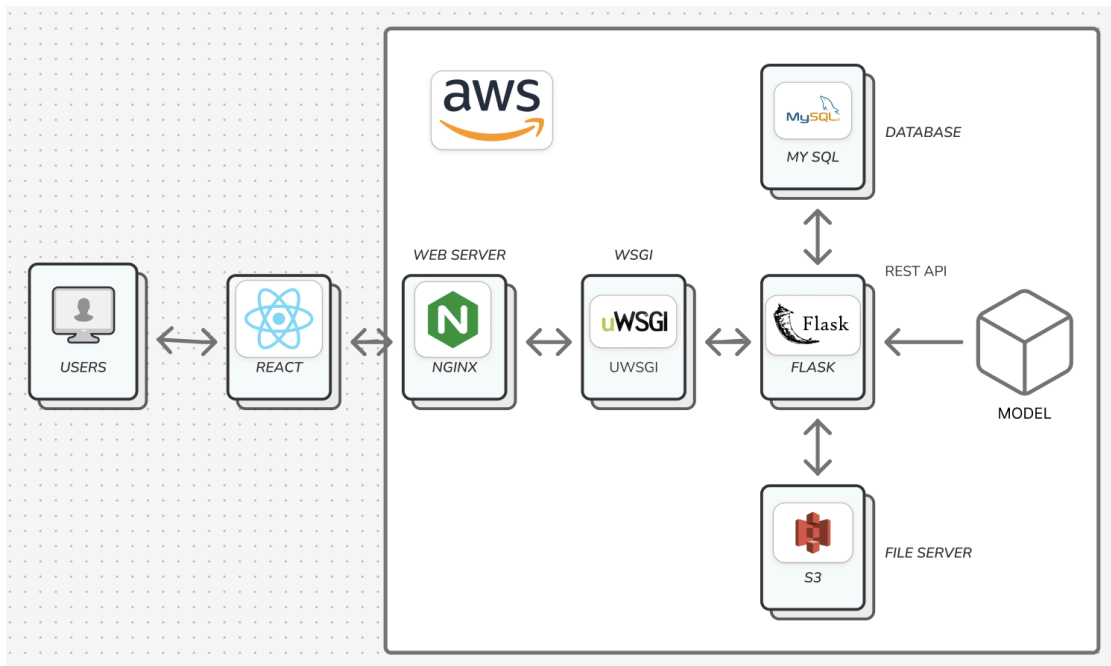 aws
MySQL
MY SQL
DATABASE
WEB SERVER
WSGI
REST API
USERS
REACT
N
NGINX
uWSGI
UWSGI
Flask
FLASK
MODEL
S3
FILE SERVER